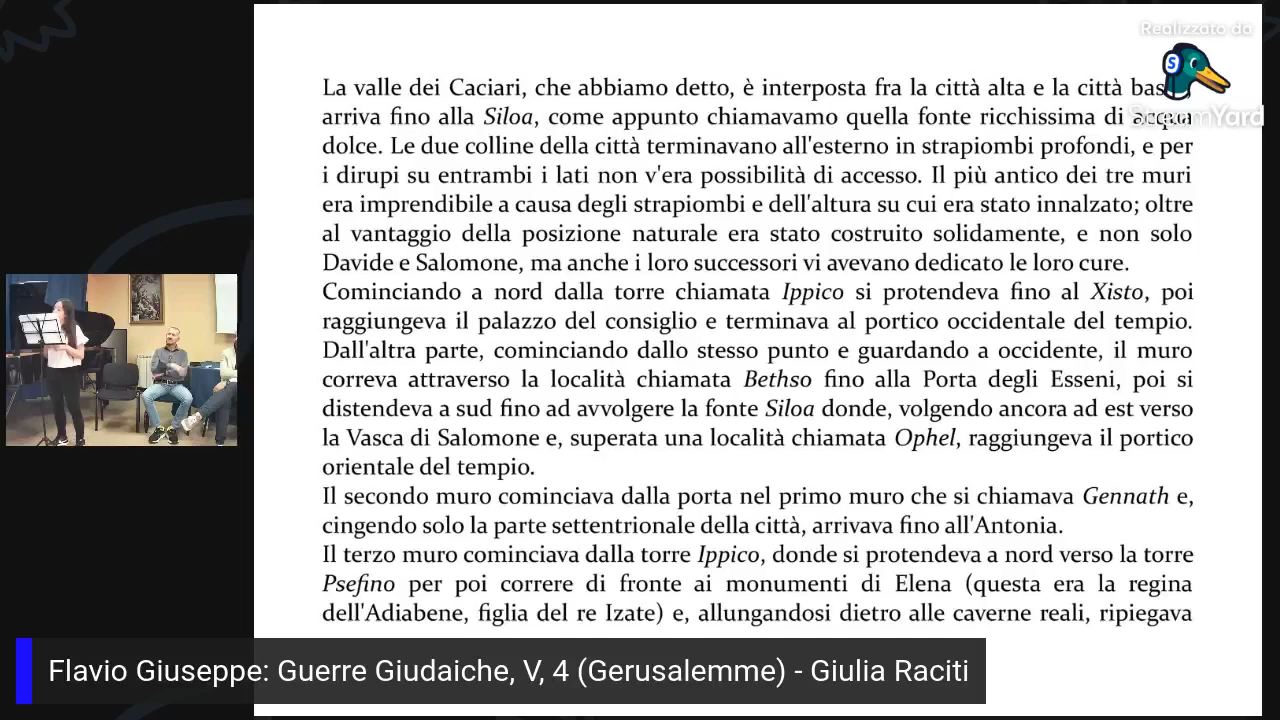 Realizzato da
StreamYard
La valle dei Caciari, che abbiamo detto, è interposta fra la città alta e la città
arriva fino alla Siloa, come appunto chiamavamo quella fonte ricchissima di acqua
dolce. Le due colline della città terminavano all'esterno in strapiombi profondi, e per
i dirupi su entrambi i lati non v'era possibilità di accesso. Il più antico dei tre muri
era imprendibile a causa degli strapiombi e dell'altura su cui era stato innalzato; oltre
al vantaggio della posizione naturale era stato costruito solidamente, e non solo
Davide e Salomone, ma anche i loro successori vi avevano dedicato le loro cure.
Cominciando a nord dalla torre chiamata Ippico si protendeva fino al Xisto, poi
raggiungeva il palazzo del consiglio e terminava al portico occidentale del tempio.
Dall'altra parte, cominciando dallo stesso punto e guardando a occidente, il muro
correva attraverso la località chiamata Bethso fino alla Porta degli Esseni, poi si
distendeva a sud fino ad avvolgere la fonte Siloa donde, volgendo ancora ad est verso
la Vasca di Salomone e, superata una località chiamata Ophel, raggiungeva il portico
orientale del tempio.
Il secondo muro cominciava dalla porta nel primo muro che si chiamava Gennath e,
cingendo solo la parte settentrionale della città, arrivava fino all'Antonia.
Il terzo muro cominciava dalla torre Ippico, donde si protendeva a nord verso la torre
Psefino per poi correre di fronte ai monumenti di Elena (questa era la regina
dell'Adiabene, figlia del re Izate) e, allungandosi dietro alle caverne reali, ripiegava
Flavio Giuseppe: Guerre Giudaiche, V, 4 (Gerusalemme) - Giulia Raciti